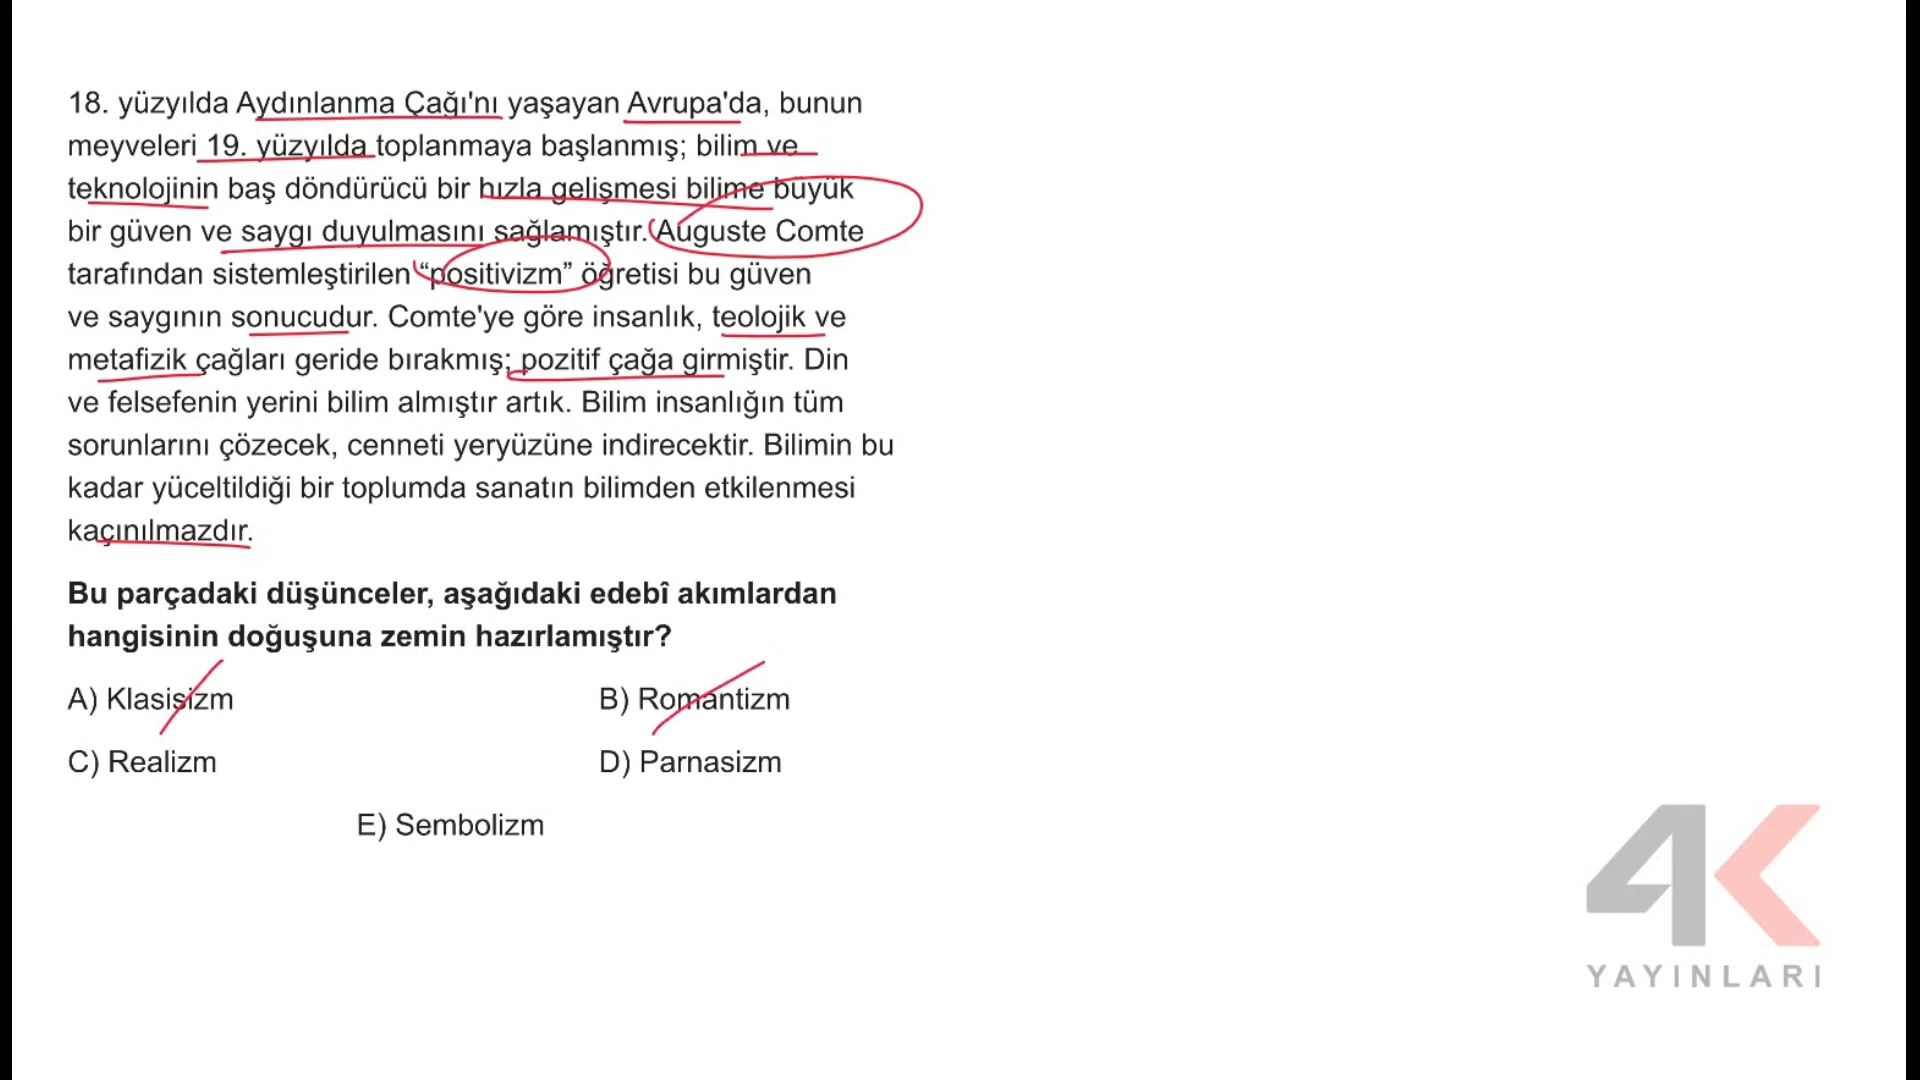 18. yüzyılda Aydınlanma Çağı'nı yaşayan Avrupa'da, bunun
meyveleri 19. yüzyılda toplanmaya başlanmış; bilim ve
teknolojinin baş döndürücü bir hızla gelişmesi bilime büyük
bir güven ve saygı duyulmasını sağlamıştır. Auguste Comte
tarafından sistemleştirilen “positivizm” öğretisi bu güven
ve saygının sonucudur. Comte'ye göre insanlık, teolojik ve
metafizik çağları geride bırakmış; pozitif çağa girmiştir. Din
ve felsefenin yerini bilim almıştır artık. Bilim insanlığın tüm
sorunlarını çözecek, cenneti yeryüzüne indirecektir. Bilimin bu
kadar yüceltildiği bir toplumda sanatın bilimden etkilenmesi
kaçınılmazdır.
Bu parçadaki düşünceler, aşağıdaki edebî akımlardan
hangisinin doğuşuna zemin hazırlamıştır?
A) Klasisizm
B) Romantizm
C) Realizm
D) Parnasizm
E) Sembolizm
4K
YAYINLARI